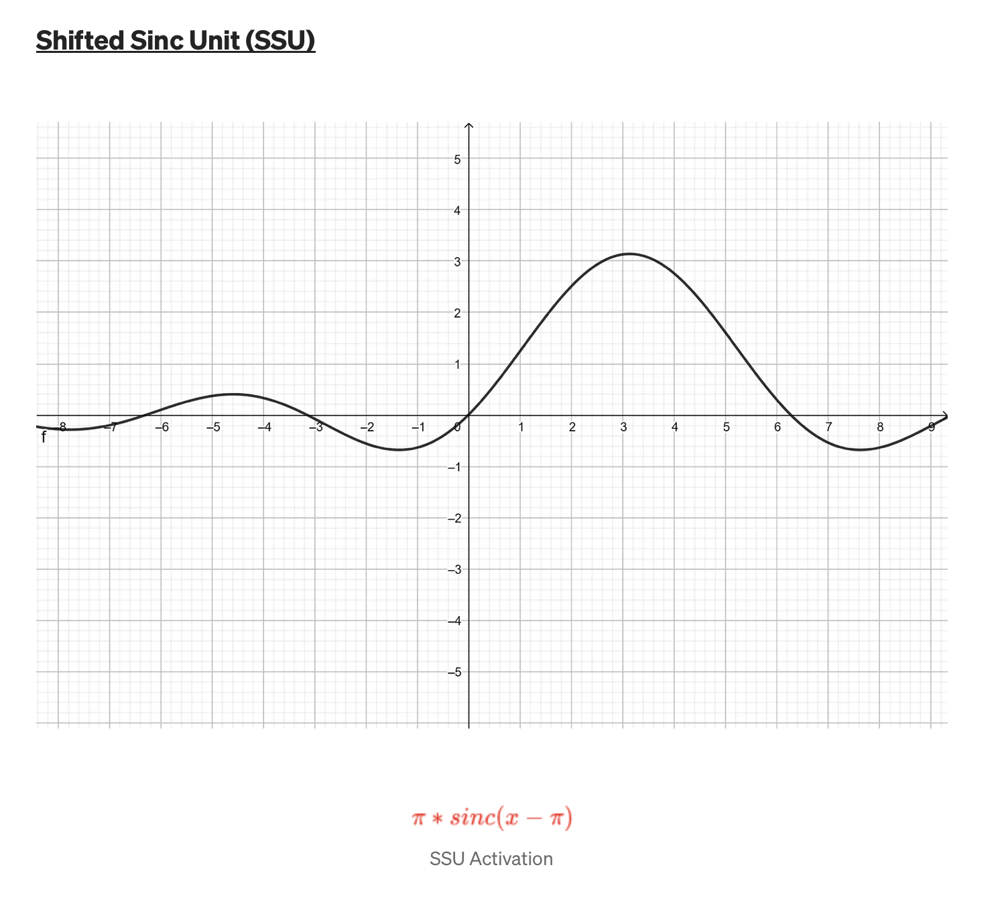 Shifted Sinc Unit (SSU)
5
4
3
2
1
–8 –7 –6 –5 –4 –3 –2 –1 0 1 2 3 4 5 6 7 8 9
f
–1
–2
–3
–4
–5
π * sinc(x − π)
SSU Activation